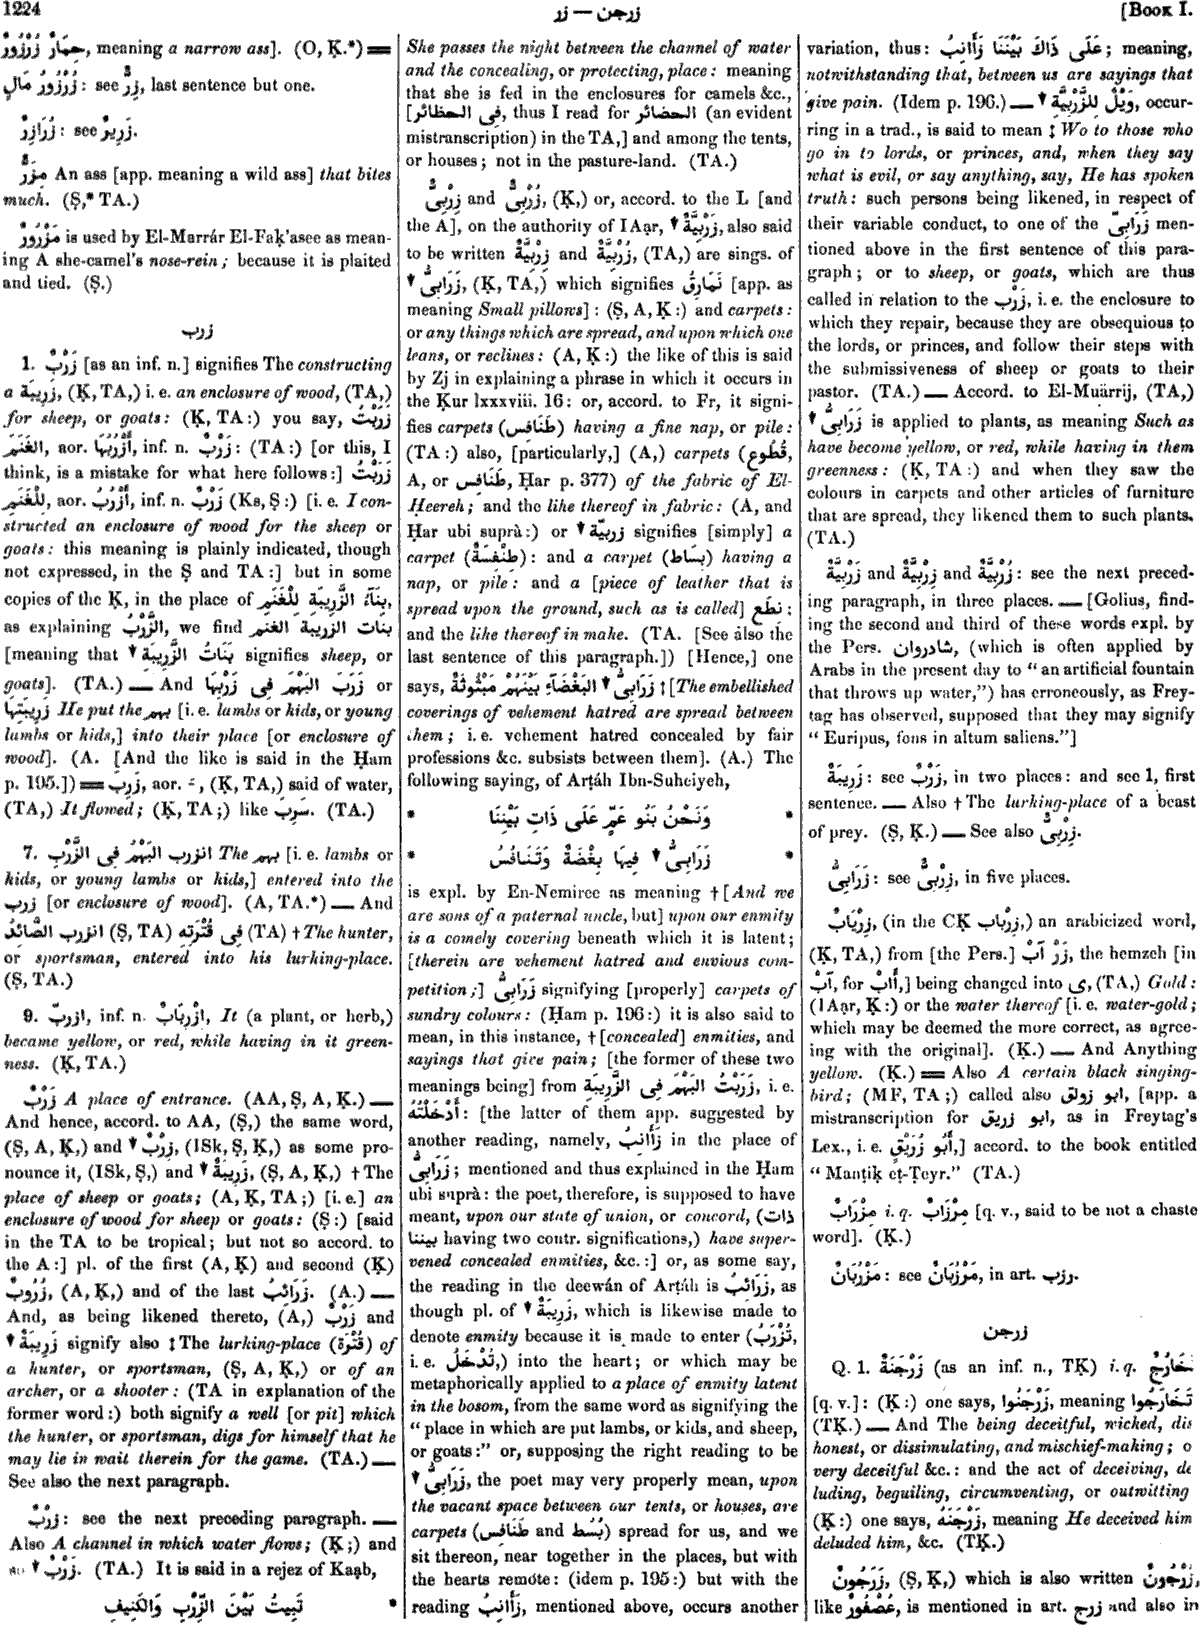 1224
زرجن — زر
[Book I.
حِمَارٌ زُرْزُورٌ, meaning a narrow ass]. (O, Ḳ.*) ═
زُرْزُورُ مَالٍ: see زِرٌّ, last sentence but one.
زُرَازِرٌ: see زَرِيرٌ.
مِزَرٌّ An ass [app. meaning a wild ass] that bites
much. (Ṣ,* TA.)
مَزْرُورٌ is used by El-Marrár El-Faḳ'asee as mean-
ing A she-camel's nose-rein; because it is plaited
and tied. (Ṣ.)
زرب
1. زَرْبٌ [as an inf. n.] signifies The constructing
a زَرِيبَة, (Ḳ, TA,) i. e. an enclosure of wood, (TA,)
for sheep, or goats: (Ḳ, TA:) you say, زَرَبْتُ
الغَنَمَ, aor. أَزْرُبُهَا, inf. n. زَرْبٌ: (TA:) [or this, I
think, is a mistake for what here follows:] زَرَبْتُ
لِلْغَنَمِ, aor. أَزْرُبُ, inf. n. زَرْبٌ (Ks, Ṣ:) [i. e. I con-
structed an enclosure of wood for the sheep or
goats: this meaning is plainly indicated, though
not expressed, in the Ṣ and TA:] but in some
copies of the Ḳ, in the place of بِنَآءُ الزَّرِيبَةِ لِلْغَنَمِ,
as explaining الزَّرْبُ, we find بنات الزريبة الغنم
[meaning that بَنَاتُ الزَّرِيبَةِ ▼ signifies sheep, or
goats]. (TA.) — And زَرَبَ البَهْمَ فِى زَرْبِهَا or
زَرِيبَتِهَا He put the بهم [i. e. lambs or kids, or young
lambs or kids,] into their place [or enclosure of
wood]. (A. [And the like is said in the Ḥam
p. 195.]) ═ زَرِبَ, aor. ـَ, (Ḳ, TA,) said of water,
(TA,) It flowed; (Ḳ, TA;) like سَرِبَ. (TA.)
7. انزرب البَهْمُ فِى الزَّرْبِ The بهم [i. e. lambs or
kids, or young lambs or kids,] entered into the
زرب [or enclosure of wood]. (A, TA.*) — And
انزرب الصَّائِدُ (Ṣ, TA) فِى قُتْرَتِهِ (TA) † The hunter,
or sportsman, entered into his lurking-place.
(Ṣ, TA.)
9. ازربّ, inf. n. ازْرِبَابٌ, It (a plant, or herb,)
became yellow, or red, while having in it green-
ness. (Ḳ, TA.)
زَرْبٌ A place of entrance. (AA, Ṣ, A, Ḳ.) —
And hence, accord. to AA, (Ṣ,) the same word,
(Ṣ, A, Ḳ,) and زِرْبٌ ▼, (ISk, Ṣ, Ḳ,) as some pro-
nounce it, (ISk, Ṣ,) and زَرِيبَةٌ ▼, (Ṣ, A, Ḳ,) † The
place of sheep or goats; (A, Ḳ, TA;) [i. e.] an
enclosure of wood for sheep or goats: (Ṣ:) [said
in the TA to be tropical; but not so accord. to
the A:] pl. of the first (A, Ḳ) and second (Ḳ)
زُرُوبٌ, (A, Ḳ,) and of the last زَرَائِبُ. (A.) —
And, as being likened thereto, (A,) زَرْبٌ and
زَرِيبَةٌ ▼ signify also ‡ The lurking-place (قُتْرَة) of
a hunter, or sportsman, (Ṣ, A, Ḳ,) or of an
archer, or a shooter: (TA in explanation of the
former word:) both signify a well [or pit] which
the hunter, or sportsman, digs for himself that he
may lie in wait therein for the game. (TA.) —
See also the next paragraph.
زِرْبٌ: see the next preceding paragraph. —
Also A channel in which water flows; (Ḳ;) and
so زَرْبٌ ▼. (TA.) It is said in a rejez of Kaạb,
تَبِيتُ بَيْنَ الزِّرْبِ وَالكَنِيفِ *
She passes the night between the channel of water
and the concealing, or protecting, place: meaning
that she is fed in the enclosures for camels &c.,
[فِى الحظائر, thus I read for الحضائر (an evident
mistranscription) in the TA,] and among the tents,
or houses; not in the pasture-land. (TA.)
زِرْبِىٌّ and زُرْبِىٌّ, (Ḳ,) or, accord. to the L [and
the A], on the authority of IAạr, زَرْبِيَّةٌ ▼, also said
to be written زِرْبِيَّةٌ and زُرْبِيَّةٌ, (TA,) are sings. of
زَرَابِىُّ ▼, (Ḳ, TA,) which signifies نَمَارِقُ [app. as
meaning Small pillows]: (Ṣ, A, Ḳ:) and carpets:
or any things which are spread, and upon which one
leans, or reclines: (A, Ḳ:) the like of this is said
by Zj in explaining a phrase in which it occurs in
the Ḳur lxxxviii. 16: or, accord. to Fr, it signi-
fies carpets (طَنَافِس) having a fine nap, or pile:
(TA:) also, [particularly,] (A,) carpets (قُطُوع,
A, or طَنَافِس, Ḥar p. 377) of the fabric of El-
Ḥeereh; and the like thereof in fabric: (A, and
Ḥar ubi suprà:) or زربيّة ▼ signifies [simply] a
carpet (طِنْفِسَةٌ): and a carpet (بِسَاط) having a
nap, or pile: and a [piece of leather that is
spread upon the ground, such as is called] نطع:
and the like thereof in make. (TA. [See also the
last sentence of this paragraph.]) [Hence,] one
says, زَرَابِىُّ ▼ البَغْضَآءِ بَيْنَهُمْ مَبْثُوثَةٌ ‡ [The embellished
coverings of vehement hatred are spread between
them; i. e. vehement hatred concealed by fair
professions &c. subsists between them]. (A.) The
following saying, of Arṭáh Ibn-Suheiyeh,
* وَنَحْنُ بَنُو عَمٍّ عَلَى ذَاتِ بَيْنِنَا *
* زَرَابِىُّ ▼ فِيهَا بِغْضَةٌ وَتَنَافُسُ *
is expl. by En-Nemiree as meaning † [And we
are sons of a paternal uncle, but] upon our enmity
is a comely covering beneath which it is latent;
[therein are vehement hatred and envious com-
petition;] زَرَابِىُّ signifying [properly] carpets of
sundry colours: (Ḥam p. 196:) it is also said to
mean, in this instance, † [concealed] enmities, and
sayings that give pain; [the former of these two
meanings being] from زَرَبْتُ البَهْمَ فِى الزَّرِيبَةِ, i. e.
أَدْخَلْتُهُ: [the latter of them app. suggested by
another reading, namely, زَأَانِبُ in the place of
زَرَابِىُّ; mentioned and thus explained in the Ḥam
ubi suprà: the poet, therefore, is supposed to have
meant, upon our state of union, or concord, (ذات
بيننا having two contr. significations,) have super-
vened concealed enmities, &c.:] or, as some say,
the reading in the deewán of Arṭáh is زَرَائِبُ, as
though pl. of زَرِيبَةٌ ▼, which is likewise made to
denote enmity because it is made to enter (تُزْرَبُ,
i. e. تُدْخَلُ,) into the heart; or which may be
metaphorically applied to a place of enmity latent
in the bosom, from the same word as signifying the
“place in which are put lambs, or kids, and sheep,
or goats:” or, supposing the right reading to be
زَرَابِىُّ ▼, the poet may very properly mean, upon
the vacant space between our tents, or houses, are
carpets (طَنَافِس and بُسُط) spread for us, and we
sit thereon, near together in the places, but with
the hearts remote: (idem p. 195:) but with the
reading زَأَانِبُ, mentioned above, occurs another
variation, thus: عَلَى ذَاكَ بَيْنَنَا زَأَانِبُ; meaning,
notwithstanding that, between us are sayings that
give pain. (Idem p. 196.) — وَيْلٌ لِلزَّرْبِيَّةِ ▼, occur-
ring in a trad., is said to mean ‡ Wo to those who
go in to lords, or princes, and, when they say
what is evil, or say anything, say, He has spoken
truth: such persons being likened, in respect of
their variable conduct, to one of the زَرَابِىّ men-
tioned above in the first sentence of this para-
graph; or to sheep, or goats, which are thus
called in relation to the زَرْب, i. e. the enclosure to
which they repair, because they are obsequious to
the lords, or princes, and follow their steps with
the submissiveness of sheep or goats to their
pastor. (TA.) — Accord. to El-Muärrij, (TA,)
زَرَابِىُّ ▼ is applied to plants, as meaning Such as
have become yellow, or red, while having in them
greenness: (Ḳ, TA:) and when they saw the
colours in carpets and other articles of furniture
that are spread, they likened them to such plants.
(TA.)
زَرْبِيَّةٌ and زِرْبِيَّةٌ and زُرْبِيَّةٌ: see the next preced-
ing paragraph, in three places. — [Golius, find-
ing the second and third of these words expl. by
the Pers. شادروان, (which is often applied by
Arabs in the present day to “an artificial fountain
that throws up water,”) has erroneously, as Frey-
tag has observed, supposed that they may signify
“Euripus, fons in altum saliens.”]
زَرِيبَةٌ: see زَرْبٌ, in two places: and see 1, first
sentence. — Also † The lurking-place of a beast
of prey. (Ṣ, Ḳ.) — See also زِرْبِىٌّ.
زَرَابِىُّ: see زِرْبِىٌّ, in five places.
زِرْيَابٌ, (in the CḲ زِرْباب,) an arabicized word,
(Ḳ, TA,) from [the Pers.] زَرْ آبْ, the hemzeh [in
آبْ, for أَابْ,] being changed into ى, (TA,) Gold:
(IAạr, Ḳ:) or the water thereof [i. e. water-gold;
which may be deemed the more correct, as agree-
ing with the original]. (Ḳ.) — And Anything
yellow. (Ḳ.) ═ Also A certain black singing-
bird; (MF, TA;) called also ابو زولق, [app. a
mistranscription for ابو زريق, as in Freytag's
Lex., i. e. أَبُو زُرَيْقٍ,] accord. to the book entitled
“Manṭiḳ eṭ-Ṭeyr.” (TA.)
مِزْرَابٌ i. q. مِرْزَابٌ [q. v., said to be not a chaste
word]. (Ḳ.)
مَزْرُبَانٌ: see مَرْزُبَانٌ, in art. رزب.
زرجن
Q. 1. زَرْجَنَةٌ (as an inf. n., TḲ) i. q. تَخَارُجٌ
[q. v.]: (Ḳ:) one says, زَرْجَنُوا, meaning تَخَارَجُوا
(TḲ.) — And The being deceitful, wicked, dis
honest, or dissimulating, and mischief-making; o
very deceitful &c.: and the act of deceiving, de
luding, beguiling, circumventing, or outwitting
(Ḳ:) one says, زَرْجَنَهُ, meaning He deceived him
deluded him, &c. (TḲ.)
زَرَجُونٌ, (Ṣ, Ḳ,) which is also written زُرْجُونٌ,
like عُصْفُورٌ, is mentioned in art. زرج and also in